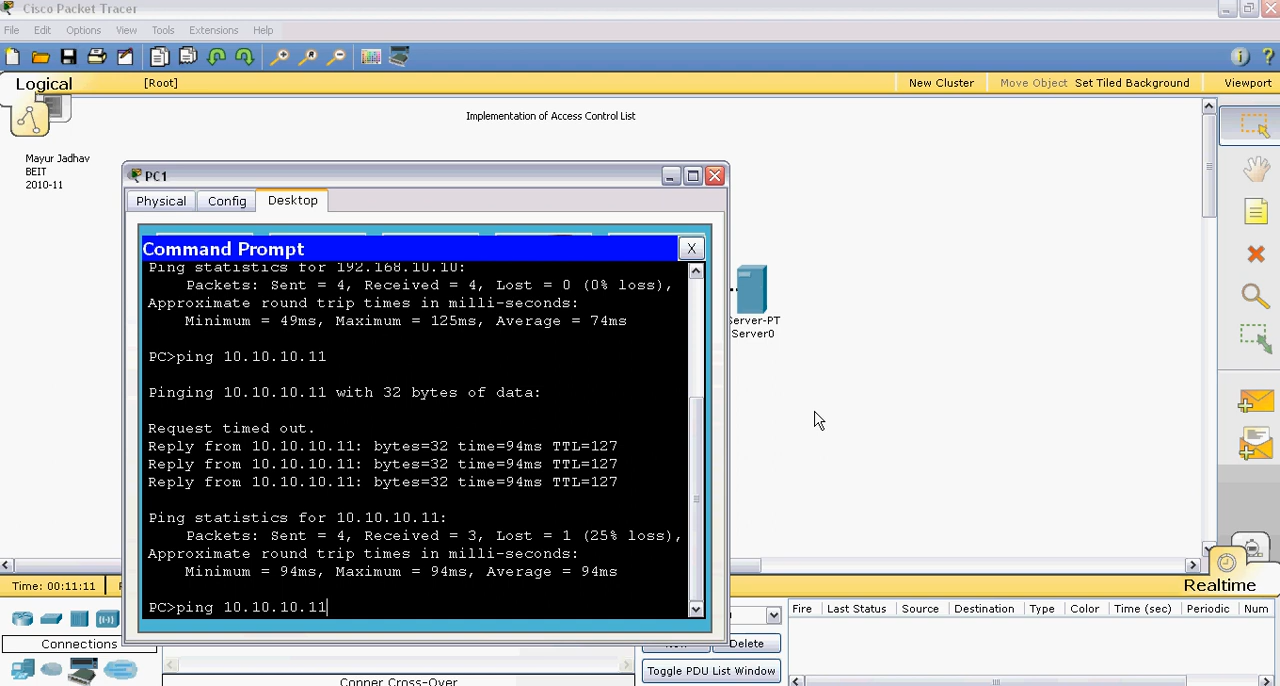 Cisco Packet Tracer
File Edit Options View Tools Extensions Help
Logical [Root] New Cluster Move Object Set Tiled Background Viewport
Implementation of Access Control List
Mayur Jadhav
BEIT
2010-11
PC1
Physical Config Desktop
Command Prompt X
Ping statistics for 192.168.10.10:
Packets: Sent = 4, Received = 4, Lost = 0 (0% loss),
Approximate round trip times in milli-seconds:
Minimum = 49ms, Maximum = 125ms, Average = 74ms
PC>ping 10.10.10.11
Pinging 10.10.10.11 with 32 bytes of data:
Request timed out.
Reply from 10.10.10.11: bytes=32 time=94ms TTL=127
Reply from 10.10.10.11: bytes=32 time=94ms TTL=127
Reply from 10.10.10.11: bytes=32 time=94ms TTL=127
Ping statistics for 10.10.10.11:
Packets: Sent = 4, Received = 3, Lost = 1 (25% loss),
Approximate round trip times in milli-seconds:
Minimum = 94ms, Maximum = 94ms, Average = 94ms
PC>ping 10.10.10.11
Server-PT
Server0
Time: 00:11:11
Realtime
Fire Last Status Source Destination Type Color Time (sec) Periodic Num
Connections
Delete
Toggle PDU List Window
Copper Cross-Over